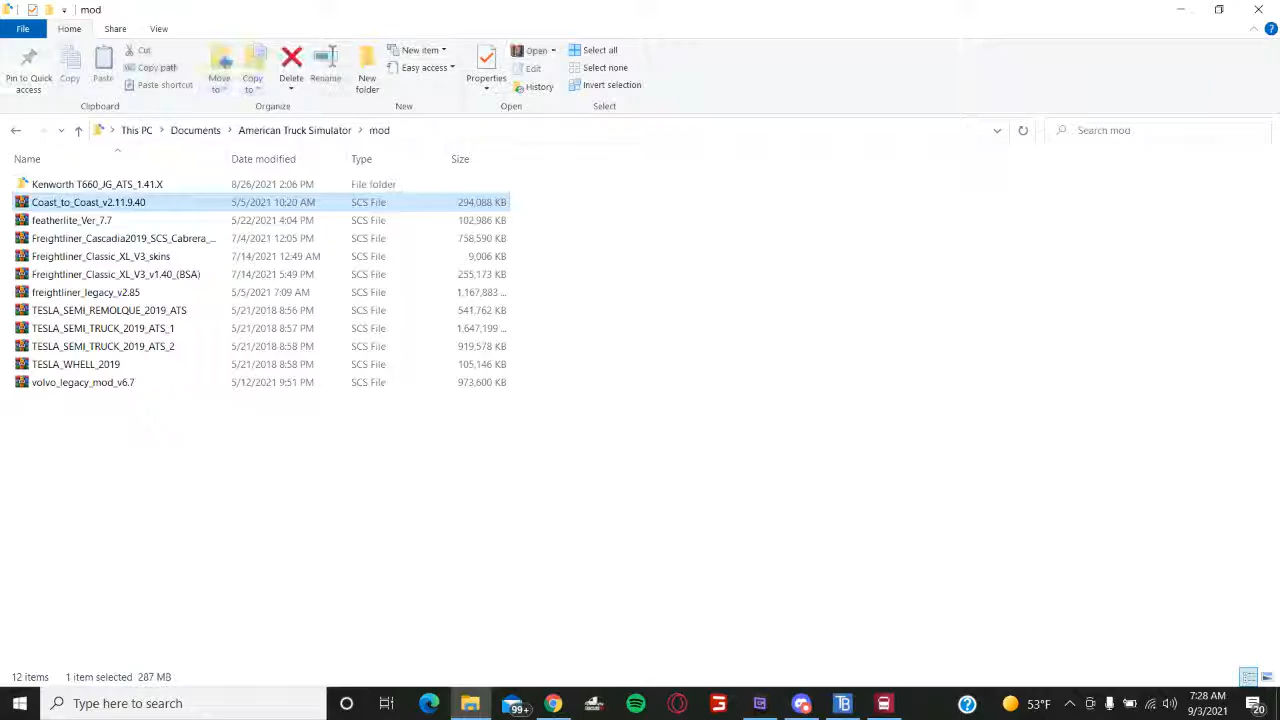 mod
File Home Share View
Pin to Quick access
Copy
Paste
Cut
Copy path
Paste shortcut
Clipboard
Move to
Copy to
Delete
Rename
Organize
New folder
New item
Easy access
New
Properties
Open
Edit
History
Open
Select all
Select none
Invert selection
Select
This PC > Documents > American Truck Simulator > mod
Search mod
Name Date modified Type Size
Kenworth T660_JG_ATS_1.41.X 8/26/2021 2:06 PM File folder
Coast_to_Coast_v2.11.9.40 5/5/2021 10:20 AM SCS File 294,088 KB
featherlite_Ver_7.7 5/22/2021 4:04 PM SCS File 102,986 KB
Freightliner_Cascadia2019_SCS_Cabrera_... 7/4/2021 12:05 PM SCS File 758,590 KB
Freightliner_Classic_XL_V3_skins 7/14/2021 12:49 AM SCS File 9,006 KB
Freightliner_Classic_XL_V3_v1.40_(BSA) 7/14/2021 5:49 PM SCS File 255,173 KB
freightliner_legacy_v2.85 5/5/2021 7:09 AM SCS File 1,167,883 ...
TESLA_SEMI_REMOLQUE_2019_ATS 5/21/2018 8:56 PM SCS File 541,762 KB
TESLA_SEMI_TRUCK_2019_ATS_1 5/21/2018 8:57 PM SCS File 1,647,199 ...
TESLA_SEMI_TRUCK_2019_ATS_2 5/21/2018 8:58 PM SCS File 919,578 KB
TESLA_WHELL_2019 5/21/2018 8:58 PM SCS File 105,146 KB
volvo_legacy_mod_v6.7 5/12/2021 9:51 PM SCS File 973,600 KB
12 items 1 item selected 287 MB
Type here to search
99+
TB
53°F
7:28 AM
9/3/2021
20